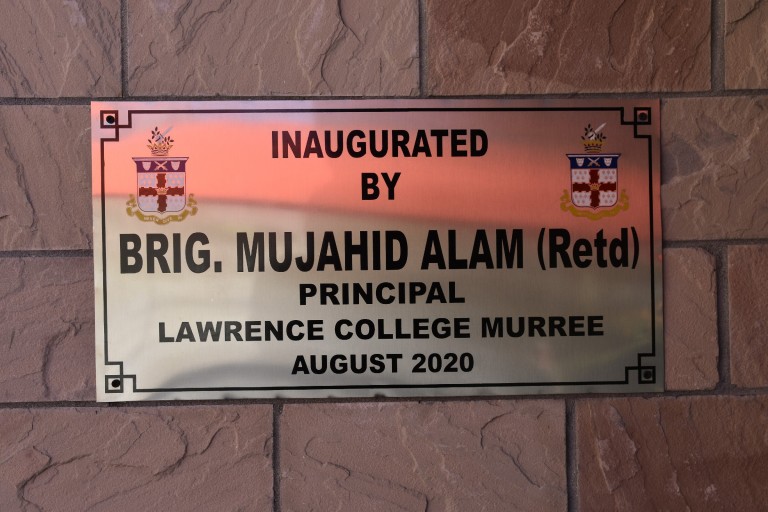 INAUGURATED
BY
BRIG. MUJAHID ALAM (Retd)
PRINCIPAL
LAWRENCE COLLEGE MURREE
AUGUST 2020